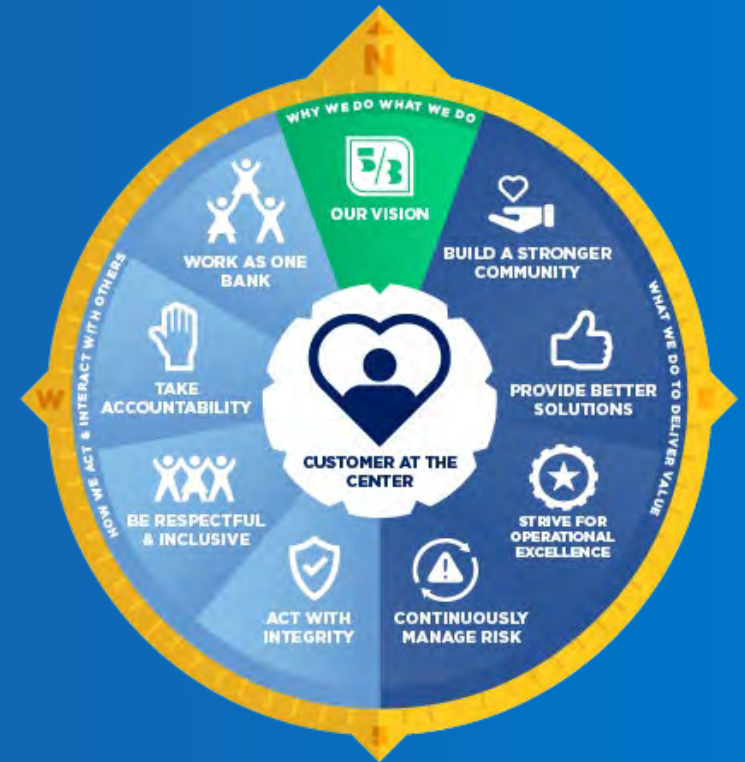 N
WHY WE DO WHAT WE DO
5/3
OUR VISION
BUILD A STRONGER
COMMUNITY
PROVIDE BETTER
SOLUTIONS
STRIVE FOR
OPERATIONAL
EXCELLENCE
CONTINUOUSLY
MANAGE RISK
WHAT WE DO TO DELIVER VALUE
E
S
ACT WITH
INTEGRITY
BE RESPECTFUL
& INCLUSIVE
TAKE
ACCOUNTABILITY
WORK AS ONE
BANK
HOW WE ACT & INTERACT WITH OTHERS
W
CUSTOMER AT THE
CENTER